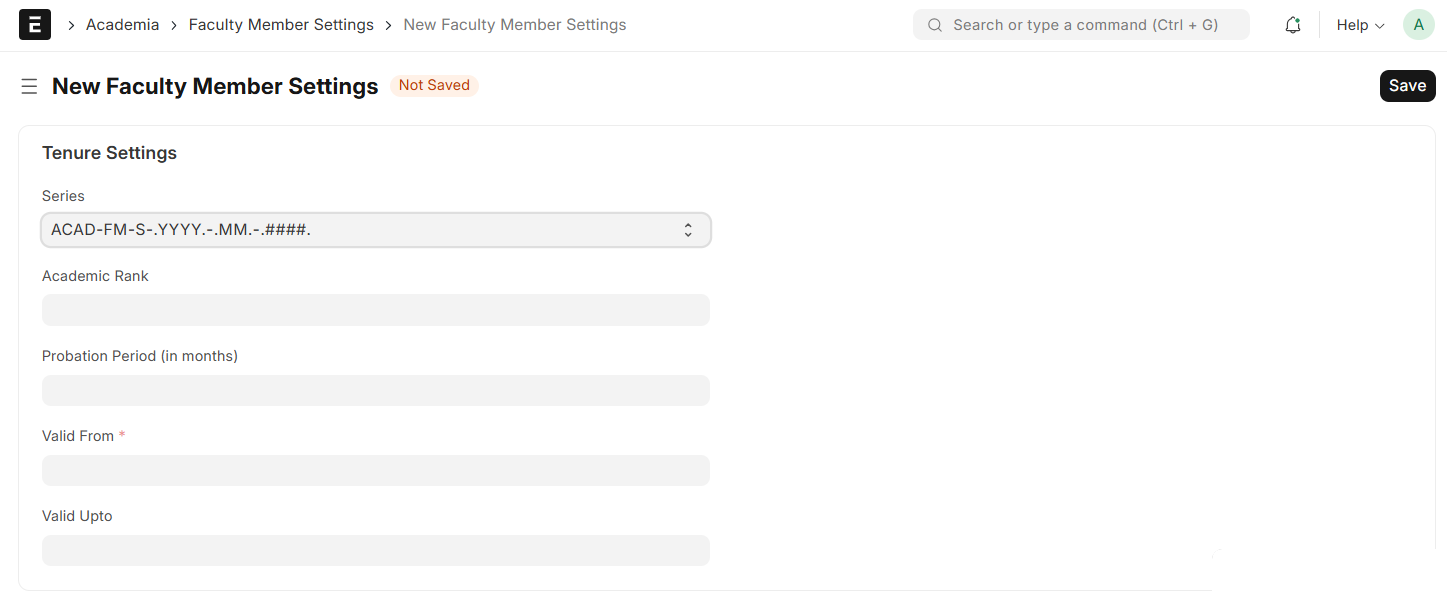 E
Academia > Faculty Member Settings > New Faculty Member Settings
Search or type a command (Ctrl + G)
Help
A
New Faculty Member Settings
Not Saved
Save
Tenure Settings
Series
ACAD-FM-S-.YYYY.-.MM.-.####.
Academic Rank
Probation Period (in months)
Valid From *
Valid Upto